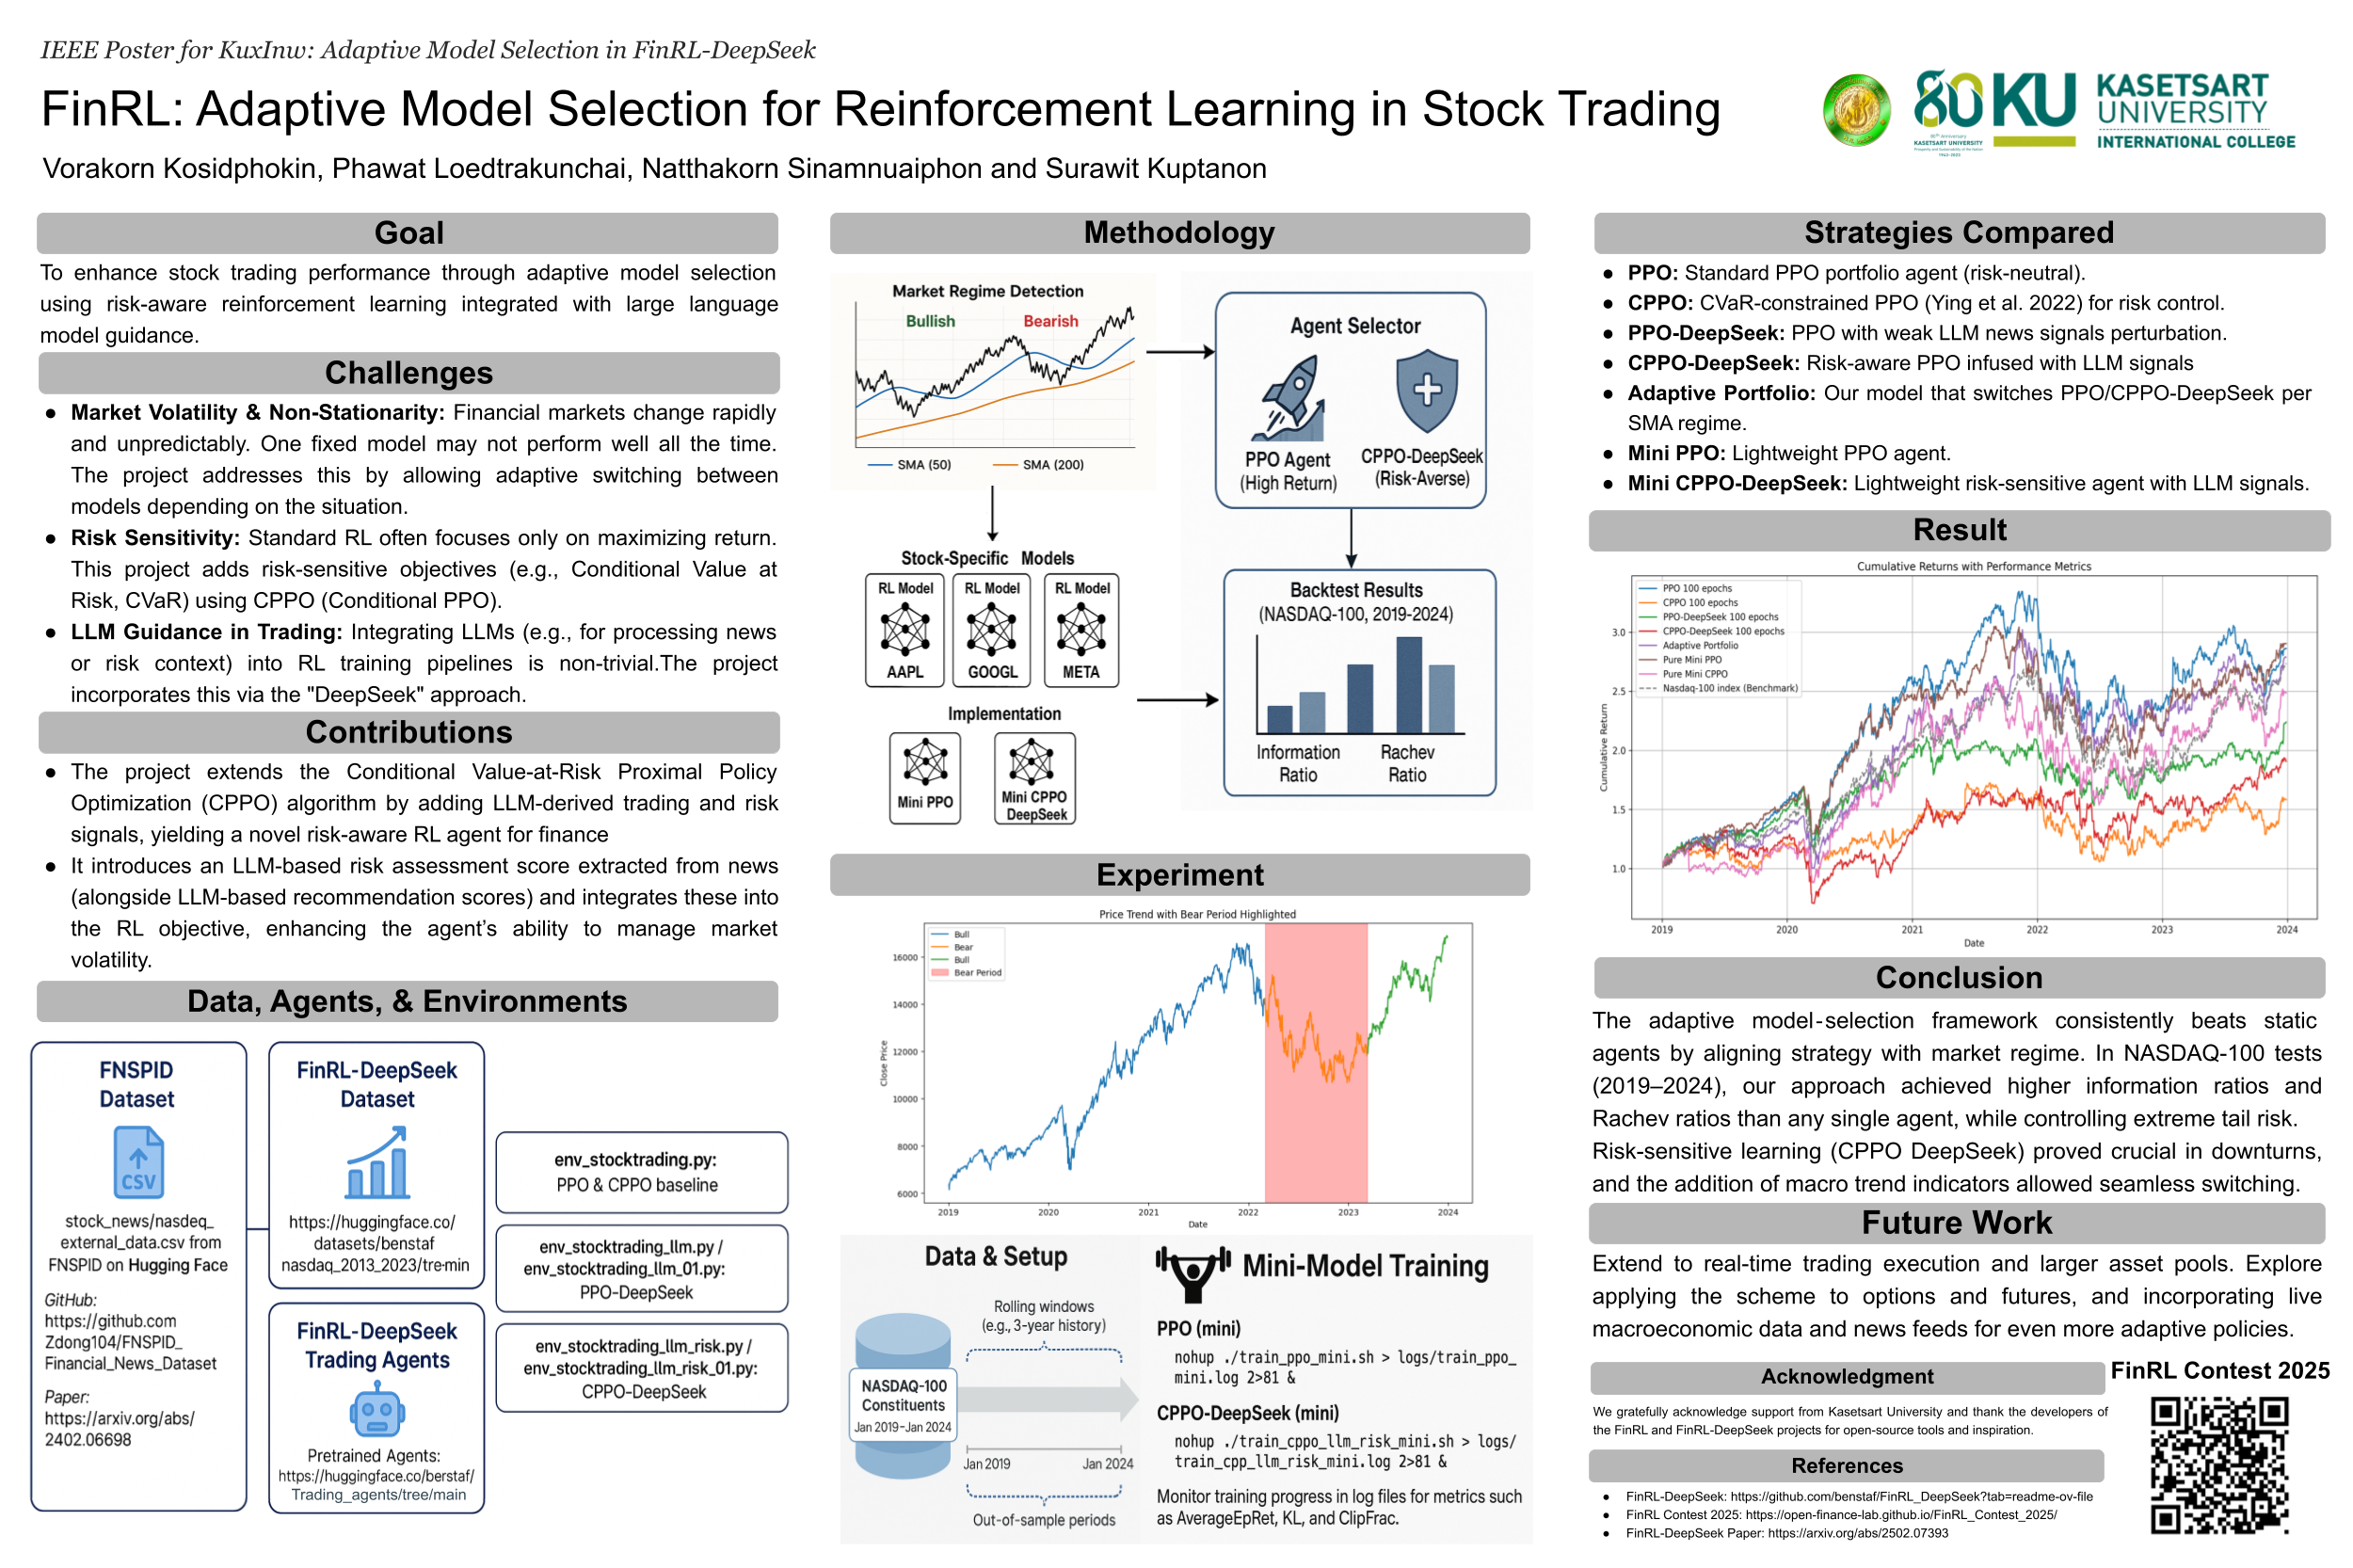 IEEE Poster for KuxInw: Adaptive Model Selection in FinRL-DeepSeek
FinRL: Adaptive Model Selection for Reinforcement Learning in Stock Trading
Vorakorn Kosidphokin, Phawat Loedtrakunchai, Natthakorn Sinamnuaiphon and Surawit Kuptanon
80 KU
KASETSART UNIVERSITY
KASETSART
UNIVERSITY
INTERNATIONAL COLLEGE
Goal
To enhance stock trading performance through adaptive model selection
using risk-aware reinforcement learning integrated with large language
model guidance.
Challenges
● Market Volatility & Non-Stationarity: Financial markets change rapidly
and unpredictably. One fixed model may not perform well all the time.
The project addresses this by allowing adaptive switching between
models depending on the situation.
● Risk Sensitivity: Standard RL often focuses only on maximizing return.
This project adds risk-sensitive objectives (e.g., Conditional Value at
Risk, CVaR) using CPPO (Conditional PPO).
● LLM Guidance in Trading: Integrating LLMs (e.g., for processing news
or risk context) into RL training pipelines is non-trivial.The project
incorporates this via the "DeepSeek" approach.
Contributions
● The project extends the Conditional Value-at-Risk Proximal Policy
Optimization (CPPO) algorithm by adding LLM-derived trading and risk
signals, yielding a novel risk-aware RL agent for finance
● It introduces an LLM-based risk assessment score extracted from news
(alongside LLM-based recommendation scores) and integrates these into
the RL objective, enhancing the agent's ability to manage market
volatility.
Data, Agents, & Environments
FNSPID
Dataset
CSV
stock_news/nasdeq_
external_data.csv from
FNSPID on Hugging Face
GitHub:
https://github.com
Zdong104/FNSPID_
Financial_News_Dataset
Paper:
https://arxiv.org/abs/
2402.06698
FinRL-DeepSeek
Dataset
https://huggingface.co/
datasets/benstaf
nasdaq_2013_2023/tre-min
FinRL-DeepSeek
Trading Agents
Pretrained Agents:
https://huggingface.co/berstaf/
Trading_agents/tree/main
env_stocktrading.py:
PPO & CPPO baseline
env_stocktrading_llm.py /
env_stocktrading_llm_01.py:
PPO-DeepSeek
env_stocktrading_llm_risk.py /
env_stocktrading_llm_risk_01.py:
CPPO-DeepSeek
Methodology
Market Regime Detection
Bullish
Bearish
SMA (50)
SMA (200)
Agent Selector
PPO Agent
(High Return)
CPPO-DeepSeek
(Risk-Averse)
Stock-Specific Models
RL Model
AAPL
RL Model
GOOGL
RL Model
META
Implementation
Mini PPO
Mini CPPO
DeepSeek
Backtest Results
(NASDAQ-100, 2019-2024)
Information
Ratio
Rachev
Ratio
Experiment
Price Trend with Bear Period Highlighted
Bull
Bear
Bull
Bear Period
Close Price
16000
14000
12000
10000
8000
6000
2019 2020 2021 2022 2023 2024
Date
Data & Setup
Rolling windows
(e.g., 3-year history)
NASDAQ-100
Constituents
Jan 2019–Jan 2024
Jan 2019
Jan 2024
Out-of-sample periods
Mini-Model Training
PPO (mini)
nohup ./train_ppo_mini.sh > logs/train_ppo_
mini.log 2>81 &
CPPO-DeepSeek (mini)
nohup ./train_cppo_llm_risk_mini.sh > logs/
train_cpp_llm_risk_mini.log 2>81 &
Monitor training progress in log files for metrics such
as AverageEpRet, KL, and ClipFrac.
Strategies Compared
● PPO: Standard PPO portfolio agent (risk-neutral).
● CPPO: CVaR-constrained PPO (Ying et al. 2022) for risk control.
● PPO-DeepSeek: PPO with weak LLM news signals perturbation.
● CPPO-DeepSeek: Risk-aware PPO infused with LLM signals
● Adaptive Portfolio: Our model that switches PPO/CPPO-DeepSeek per
SMA regime.
● Mini PPO: Lightweight PPO agent.
● Mini CPPO-DeepSeek: Lightweight risk-sensitive agent with LLM signals.
Result
Cumulative Returns with Performance Metrics
PPO 100 epochs
CPPO 100 epochs
PPO-DeepSeek 100 epochs
CPPO-DeepSeek 100 epochs
Adaptive Portfolio
Pure Mini PPO
Pure Mini CPPO
Nasdaq-100 index (Benchmark)
Cumulative Return
3.0
2.5
2.0
1.5
1.0
2019 2020 2021 2022 2023 2024
Date
Conclusion
The adaptive model-selection framework consistently beats static
agents by aligning strategy with market regime. In NASDAQ-100 tests
(2019–2024), our approach achieved higher information ratios and
Rachev ratios than any single agent, while controlling extreme tail risk.
Risk-sensitive learning (CPPO DeepSeek) proved crucial in downturns,
and the addition of macro trend indicators allowed seamless switching.
Future Work
Extend to real-time trading execution and larger asset pools. Explore
applying the scheme to options and futures, and incorporating live
macroeconomic data and news feeds for even more adaptive policies.
Acknowledgment
We gratefully acknowledge support from Kasetsart University and thank the developers of
the FinRL and FinRL-DeepSeek projects for open-source tools and inspiration.
References
● FinRL-DeepSeek: https://github.com/benstaf/FinRL_DeepSeek?tab=readme-ov-file
● FinRL Contest 2025: https://open-finance-lab.github.io/FinRL_Contest_2025/
● FinRL-DeepSeek Paper: https://arxiv.org/abs/2502.07393
FinRL Contest 2025